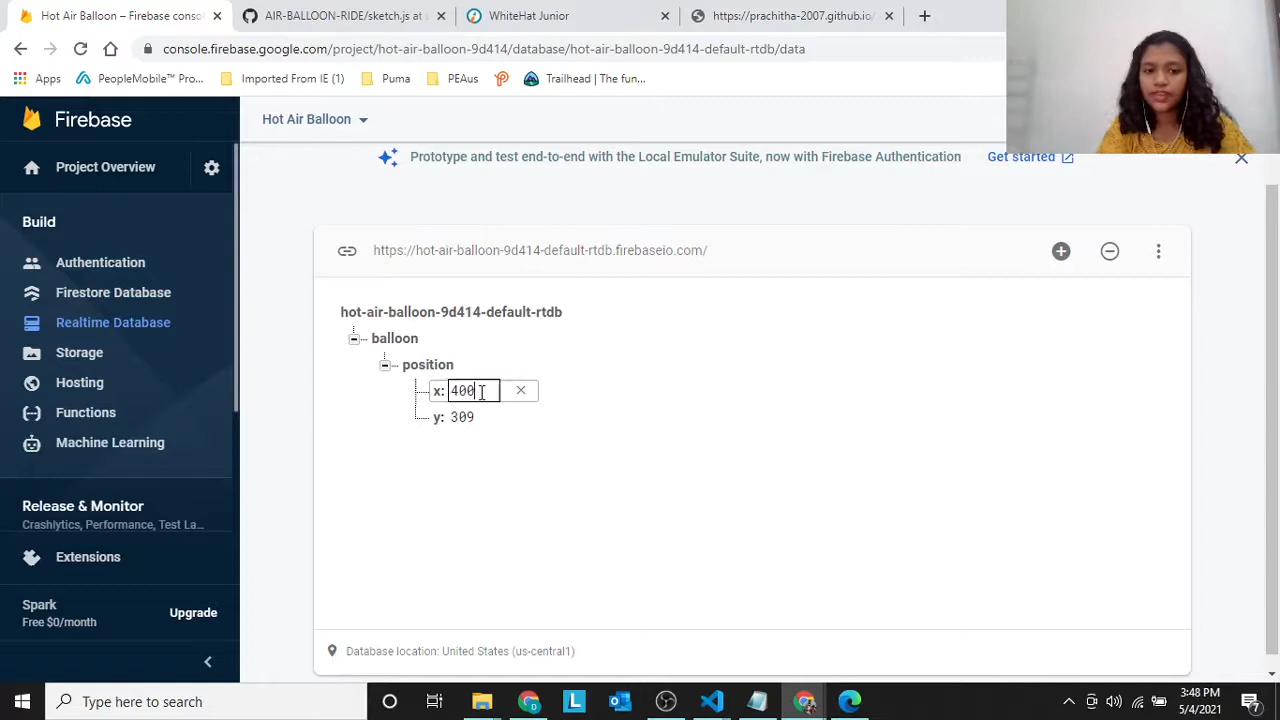 Hot Air Balloon – Firebase conso
AIR-BALLOON-RIDE/sketch.js at
WhiteHat Junior
https://prachitha-2007.github.io/
console.firebase.google.com/project/hot-air-balloon-9d414/database/hot-air-balloon-9d414-default-rtdb/data
Apps
PeopleMobile™ Pro...
Imported From IE (1)
Puma
PEAus
Trailhead | The fun...
Firebase
Hot Air Balloon
Project Overview
Prototype and test end-to-end with the Local Emulator Suite, now with Firebase Authentication
Get started
Build
Authentication
Firestore Database
Realtime Database
Storage
Hosting
Functions
Machine Learning
Release & Monitor
Crashlytics, Performance, Test La...
Extensions
Spark
Free $0/month
Upgrade
https://hot-air-balloon-9d414-default-rtdb.firebaseio.com/
hot-air-balloon-9d414-default-rtdb
balloon
position
x: 400
y: 309
Database location: United States (us-central1)
Type here to search
3:48 PM
5/4/2021
7